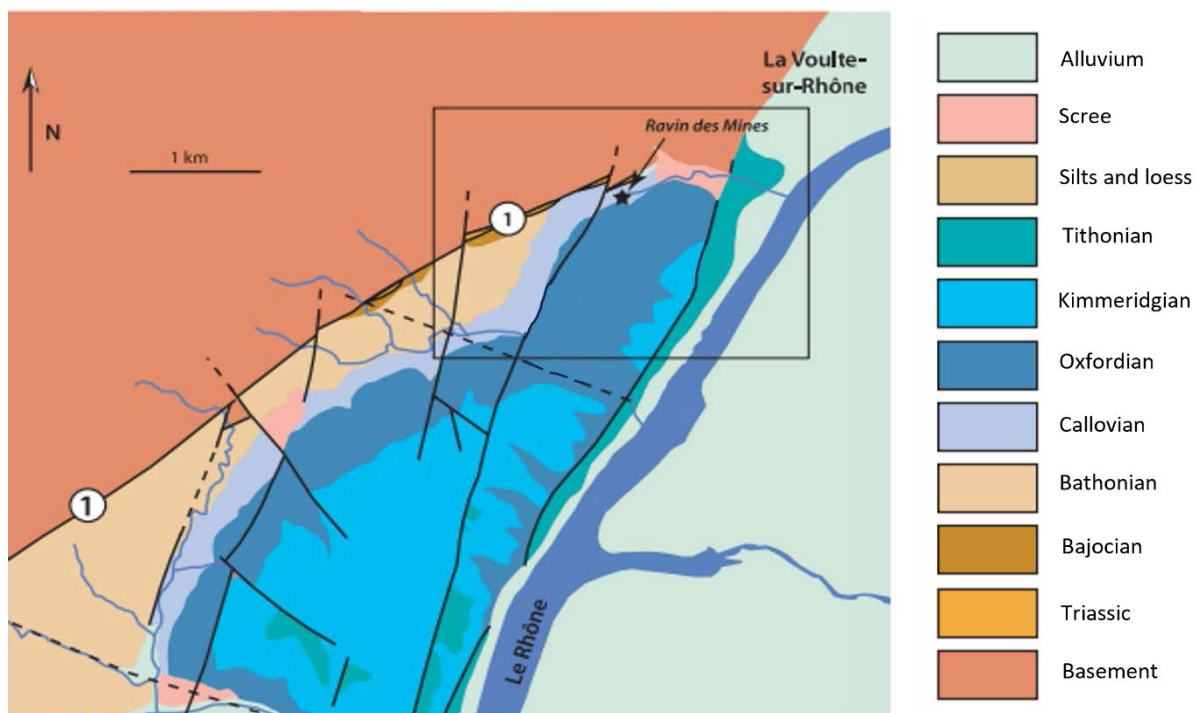 La Voulte-
sur-Rhône
Ravin des Mines
N
1 km
1
1
Le Rhône
Alluvium
Scree
Silts and loess
Tithonian
Kimmeridgian
Oxfordian
Callovian
Bathonian
Bajocian
Triassic
Basement